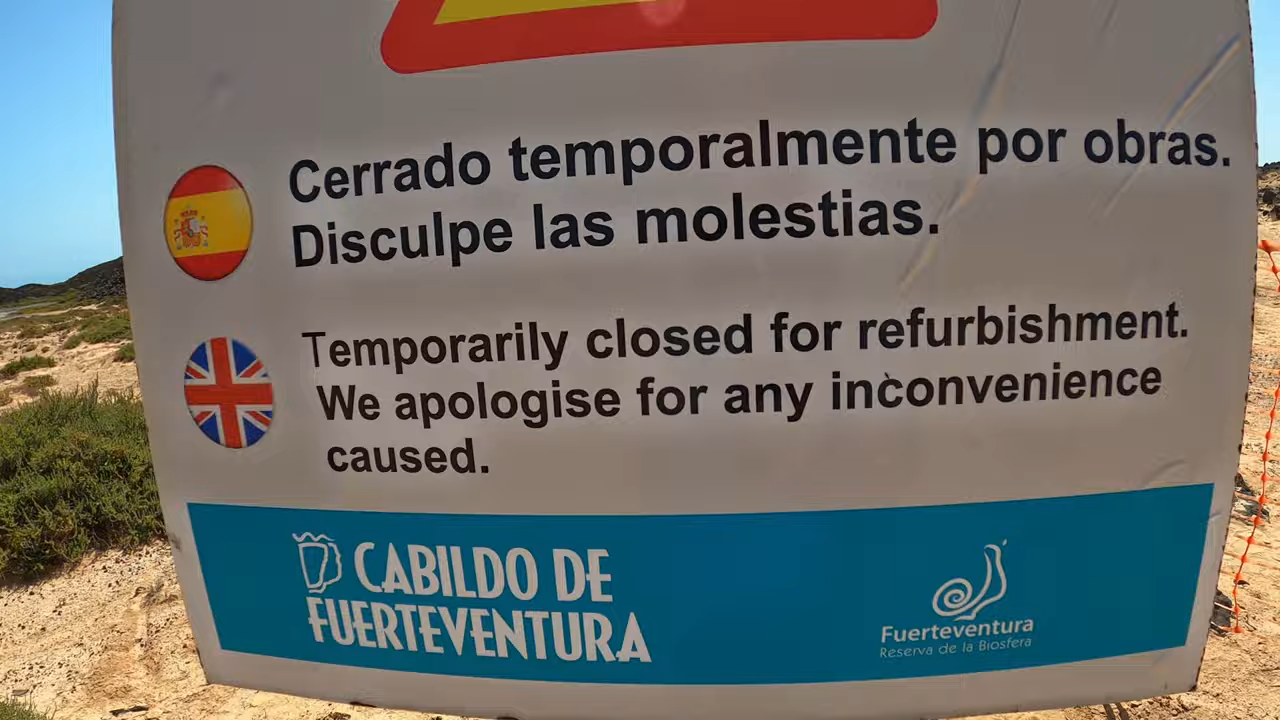 Cerrado temporalmente por obras.
Disculpe las molestias.
Temporarily closed for refurbishment.
We apologise for any inconvenience
caused.
CABILDO DE
FUERTEVENTURA
Fuerteventura
Reserva de la Biosfera